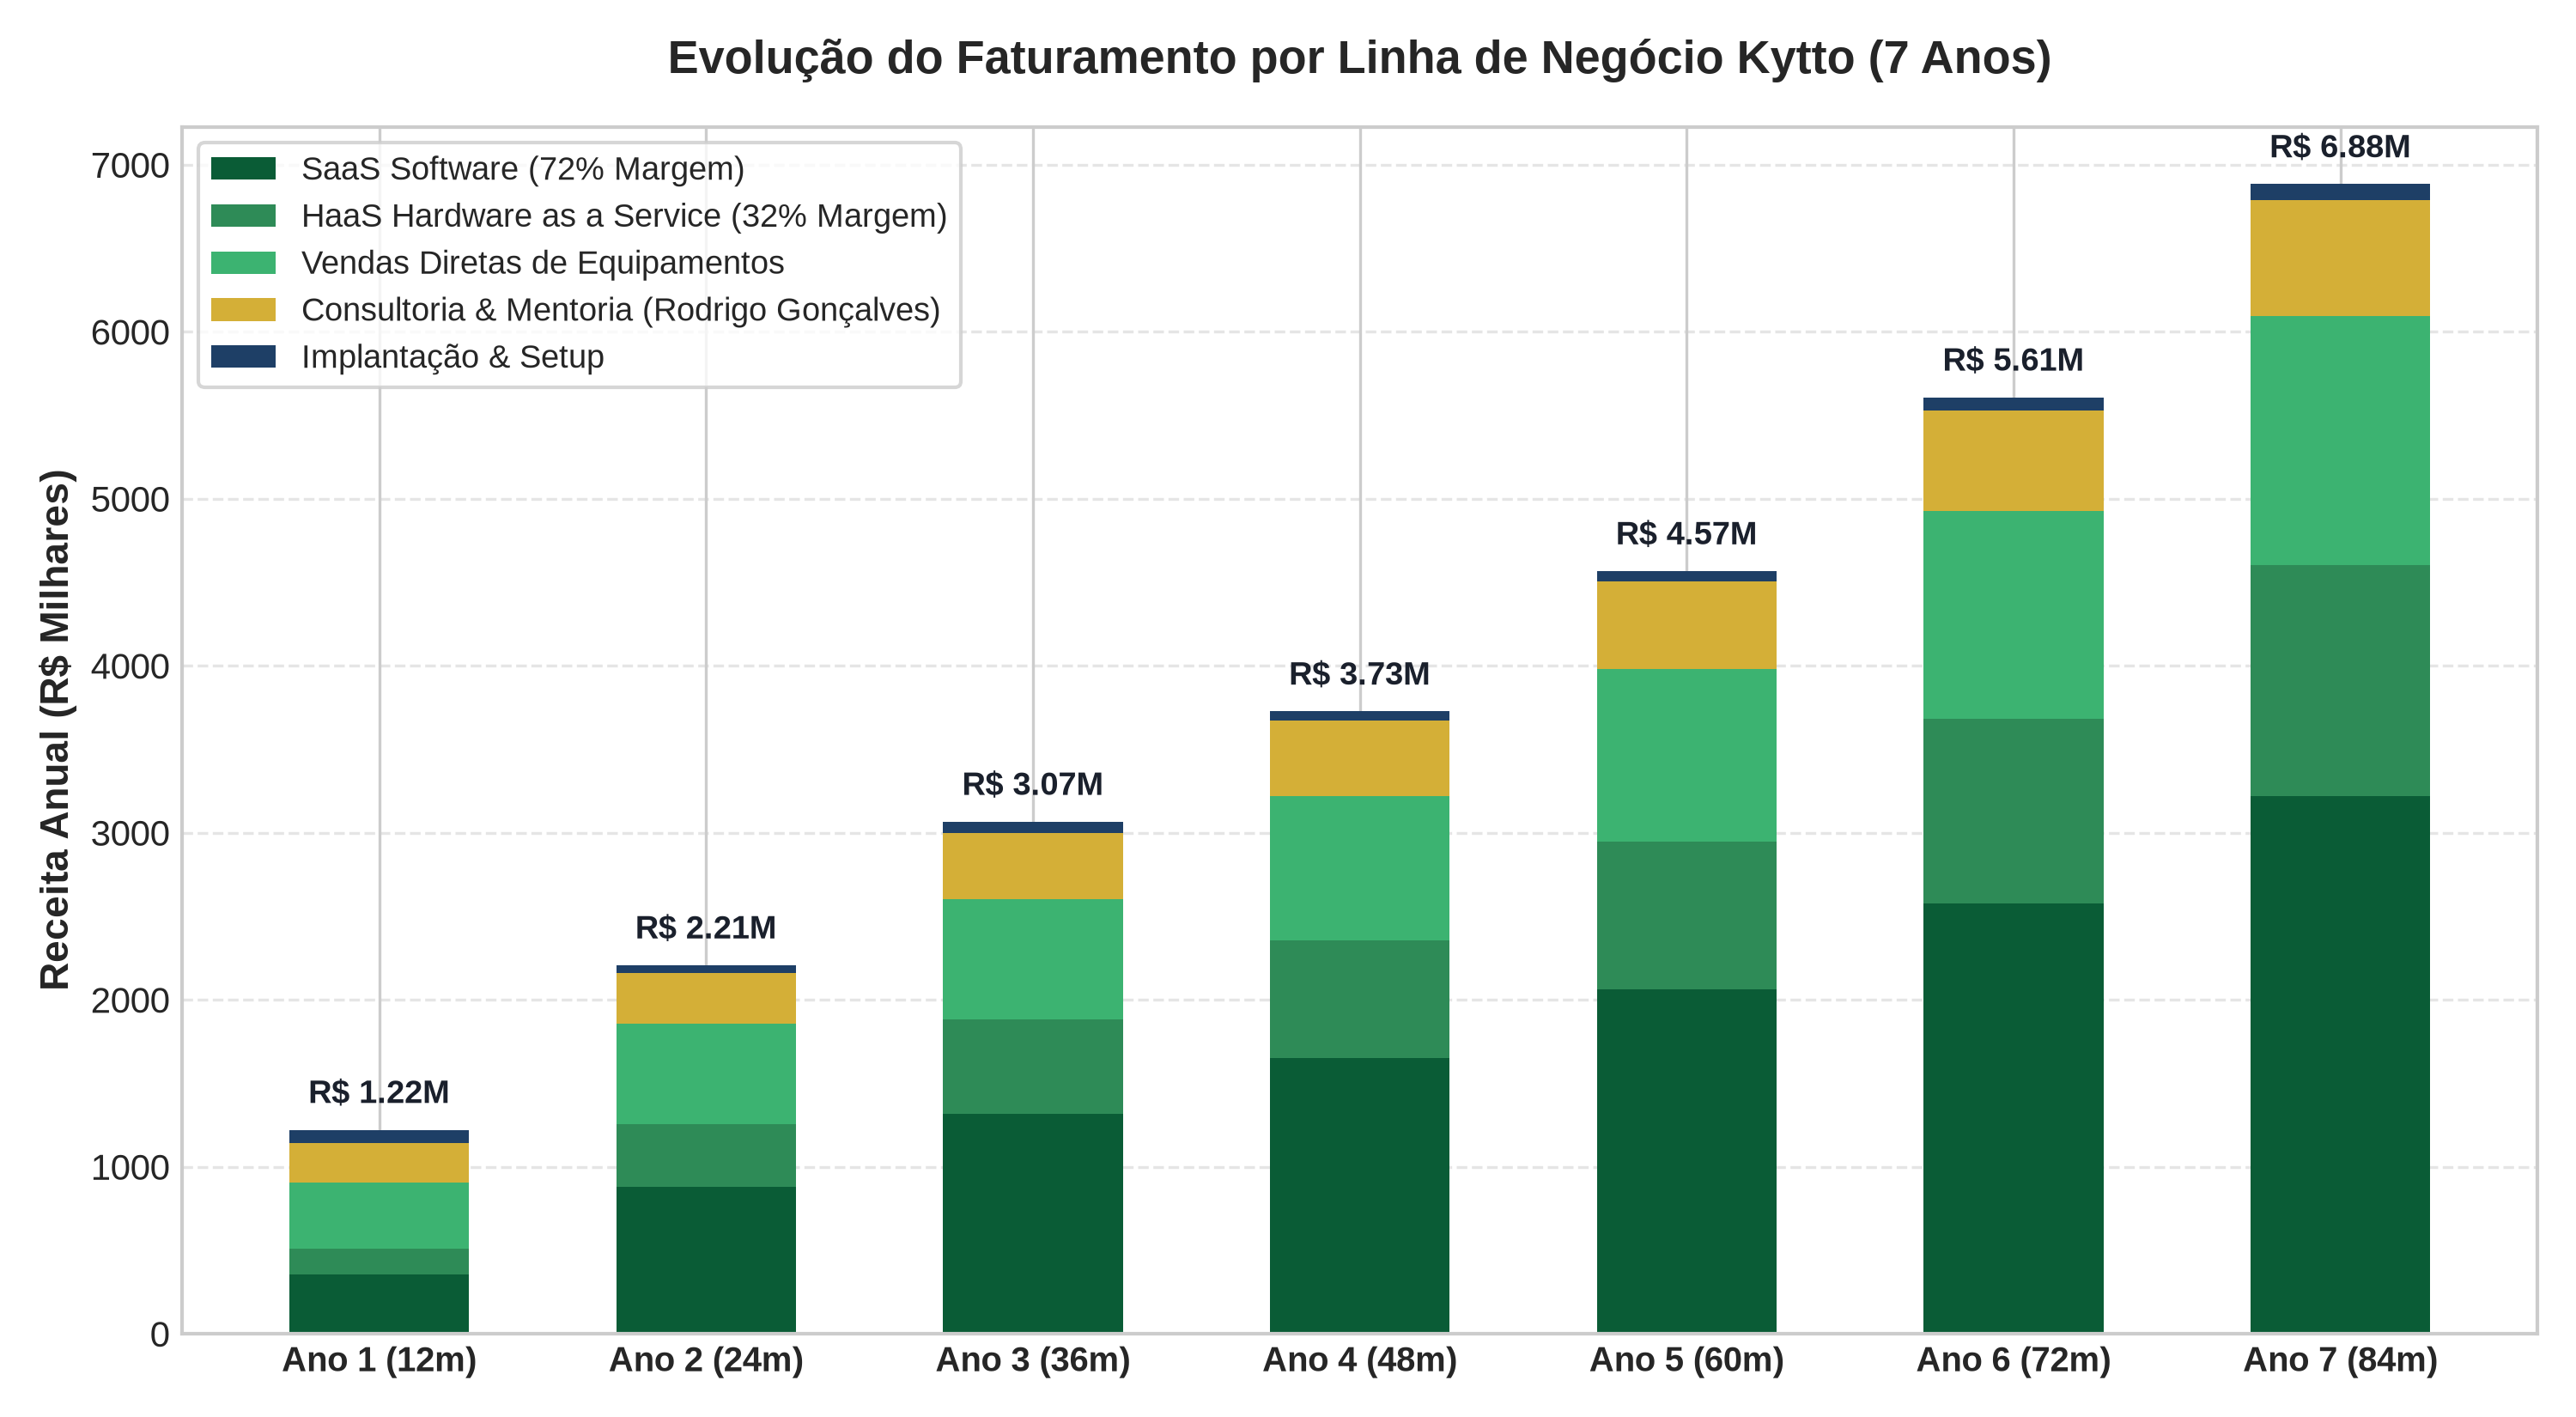 Evolução do Faturamento por Linha de Negócio Kytto (7 Anos)
SaaS Software (72% Margem)
HaaS Hardware as a Service (32% Margem)
Vendas Diretas de Equipamentos
Consultoria & Mentoria (Rodrigo Gonçalves)
Implantação & Setup
Receita Anual (R$ Milhares)
7000
6000
5000
4000
3000
2000
1000
0
R$ 1.22M
R$ 2.21M
R$ 3.07M
R$ 3.73M
R$ 4.57M
R$ 5.61M
R$ 6.88M
Ano 1 (12m)
Ano 2 (24m)
Ano 3 (36m)
Ano 4 (48m)
Ano 5 (60m)
Ano 6 (72m)
Ano 7 (84m)